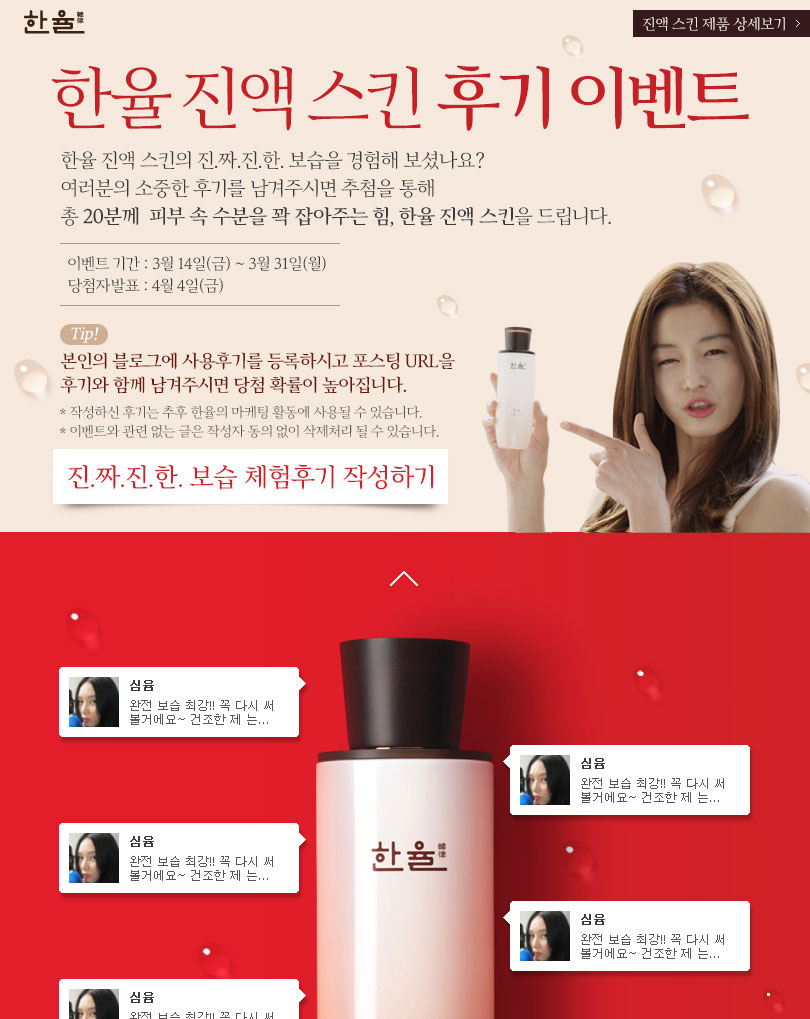 한율 韓律
진액 스킨 제품 상세보기 >
한율 진액 스킨 후기 이벤트
한율 진액 스킨의 진.짜.진.한. 보습을 경험해 보셨나요?
여러분의 소중한 후기를 남겨주시면 추첨을 통해
총 20분께 피부 속 수분을 꽉 잡아주는 힘, 한율 진액 스킨을 드립니다.
이벤트 기간 : 3월 14일(금) ~ 3월 31일(월)
당첨자발표 : 4월 4일(금)
Tip!
본인의 블로그에 사용후기를 등록하시고 포스팅 URL을
후기와 함께 남겨주시면 당첨 확률이 높아집니다.
* 작성하신 후기는 추후 한율의 마케팅 활동에 사용될 수 있습니다.
* 이벤트와 관련 없는 글은 작성자 동의 없이 삭제처리 될 수 있습니다.
한율
진.짜.진.한. 보습 체험후기 작성하기
심윰
완전 보습 최강!! 꼭 다시 써
볼거에요~ 건조한 제 는...
심윰
완전 보습 최강!! 꼭 다시 써
볼거에요~ 건조한 제 는...
심윰
완전 보습 최강!! 꼭 다시 써
볼거에요~ 건조한 제 는...
한율 韓律
심윰
완전 보습 최강!! 꼭 다시 써
볼거에요~ 건조한 제 는...
심윰
완전 보습 최강!! 꼭 다시 써